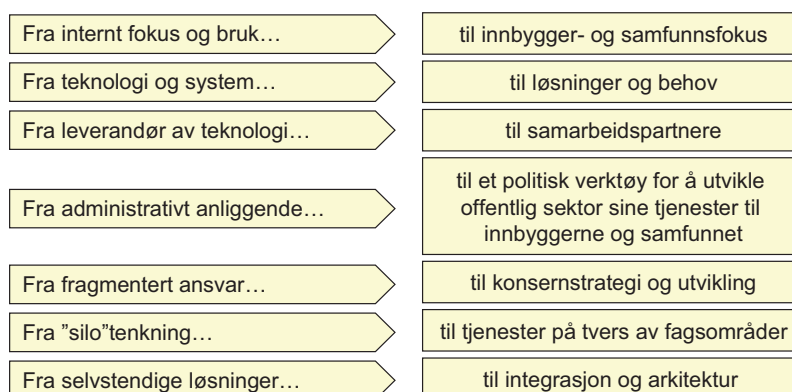 Fra internt fokus og bruk…
til innbygger- og samfunnsfokus
Fra teknologi og system…
til løsninger og behov
Fra leverandør av teknologi…
til samarbeidspartnere
Fra administrativt anliggende…
til et politisk verktøy for å utvikle
offentlig sektor sine tjenester til
innbyggerne og samfunnet
Fra fragmentert ansvar…
til konsernstrategi og utvikling
Fra ”silo”tenkning…
til tjenester på tvers av fagsområder
Fra selvstendige løsninger…
til integrasjon og arkitektur